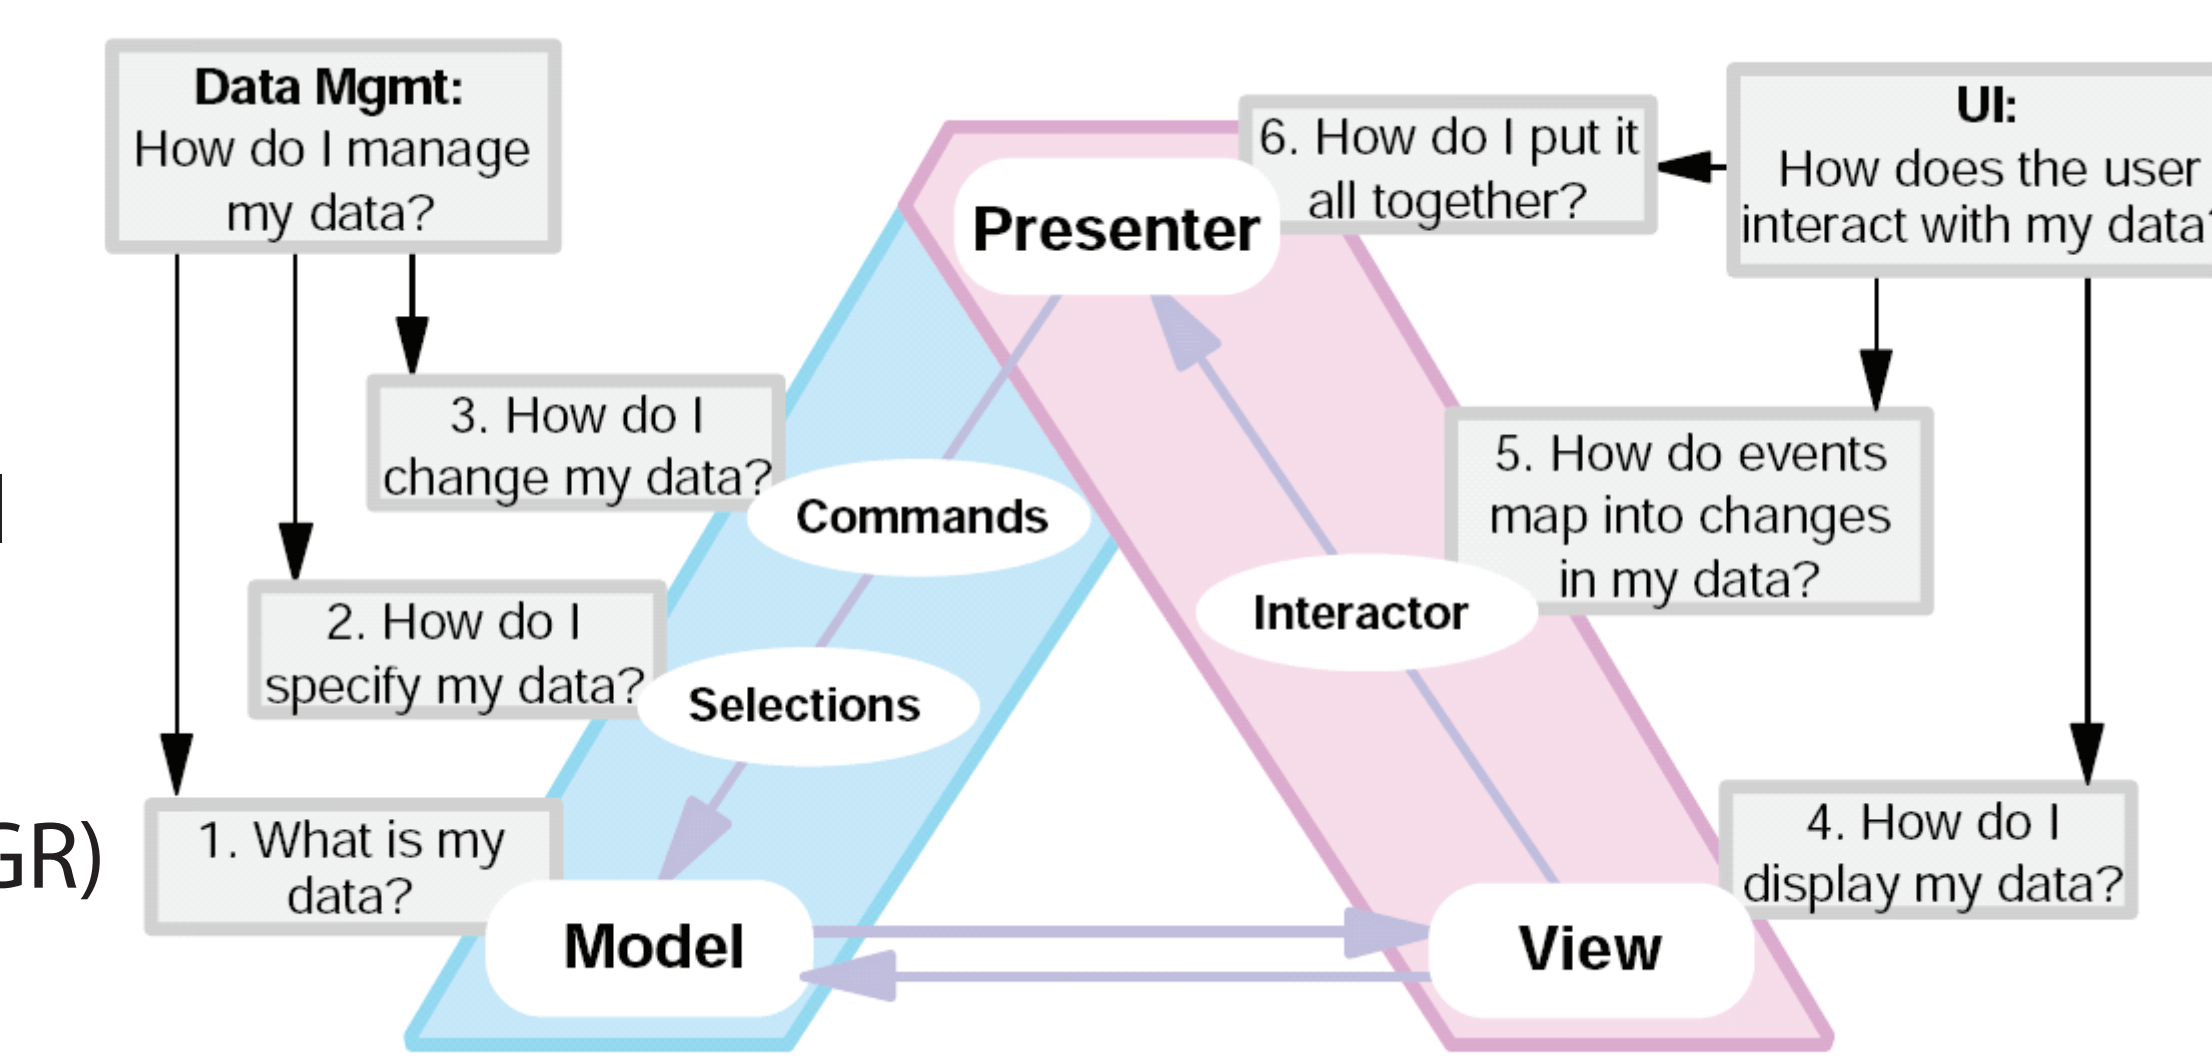 Data Mgmt:
How do I manage
my data?
UI:
How does the user
interact with my data?
6. How do I put it
all together?
Presenter
3. How do I
change my data?
Commands
5. How do events
map into changes
in my data?
Interactor
2. How do I
specify my data?
Selections
1. What is my
data?
GR)
4. How do I
display my data?
Model
View